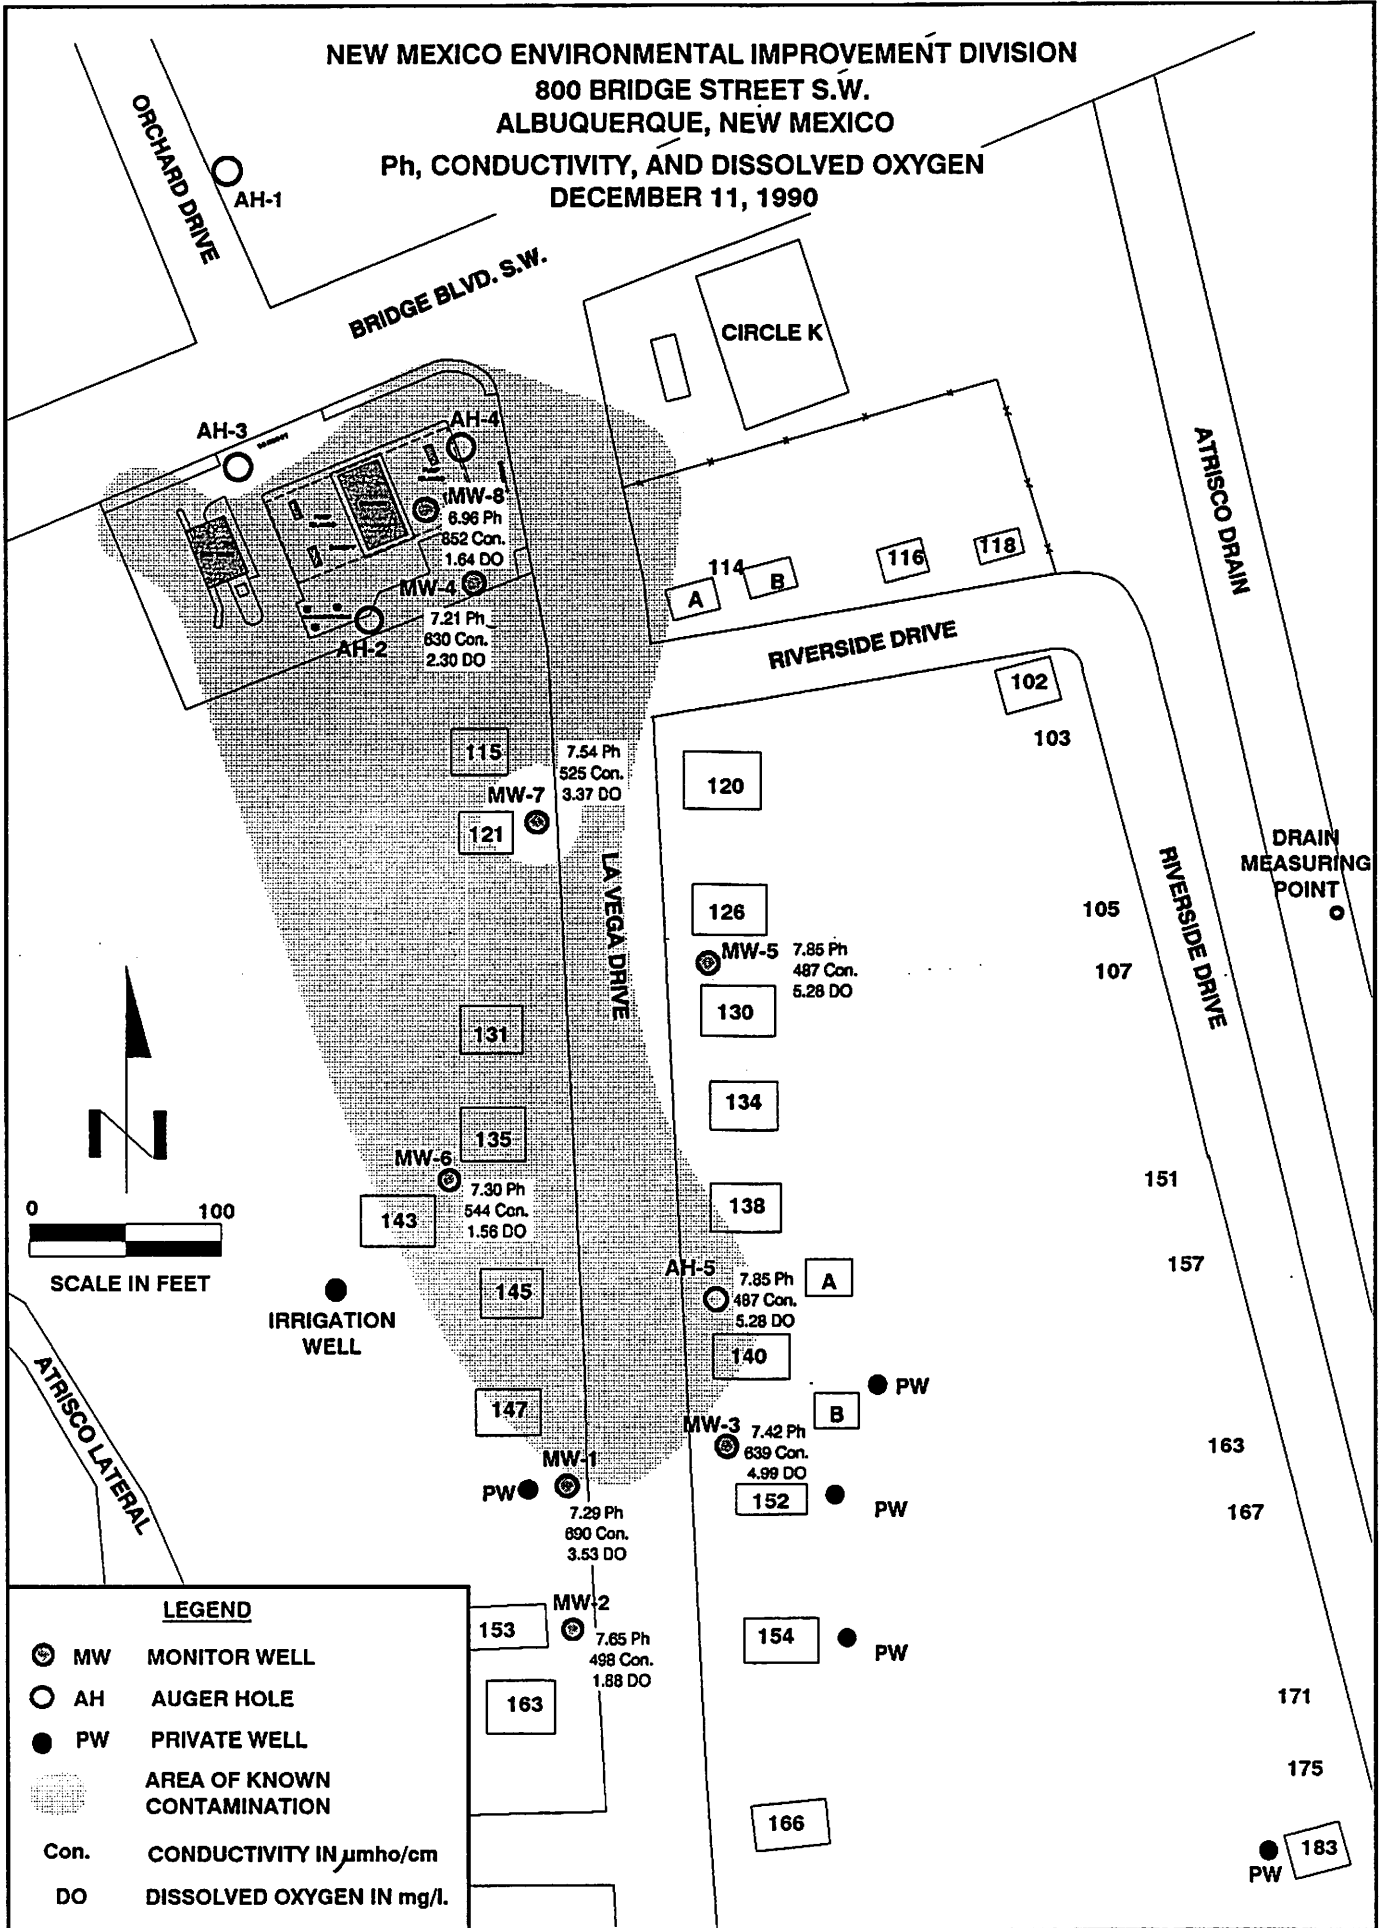 NEW MEXICO ENVIRONMENTAL IMPROVEMENT DIVISION
800 BRIDGE STREET S.W.
ALBUQUERQUE, NEW MEXICO
Ph, CONDUCTIVITY, AND DISSOLVED OXYGEN
DECEMBER 11, 1990
ORCHARD DRIVE
AH-1
BRIDGE BLVD. S.W.
CIRCLE K
AH-3
AH-4
MW-8
6.96 Ph
852 Con.
1.64 DO
MW-4
7.21 Ph
630 Con.
2.30 DO
AH-2
114
A
B
116
118
ATRISCO DRAIN
RIVERSIDE DRIVE
102
103
115
7.54 Ph
525 Con.
3.37 DO
MW-7
121
120
LA VEGA DRIVE
126
MW-5
7.85 Ph
487 Con.
5.28 DO
130
105
107
RIVERSIDE DRIVE
DRAIN
MEASURING
POINT
131
134
135
MW-6
7.30 Ph
544 Con.
1.56 DO
143
138
151
157
N
0 100
SCALE IN FEET
IRRIGATION
WELL
145
AH-5
7.85 Ph
487 Con.
5.28 DO
A
140
PW
B
147
MW-3
7.42 Ph
639 Con.
4.99 DO
152
PW
163
167
ATRISCO LATERAL
MW-1
PW
7.29 Ph
690 Con.
3.53 DO
MW-2
153
7.65 Ph
498 Con.
1.88 DO
163
154
PW
166
171
175
183
PW
LEGEND
MW MONITOR WELL
AH AUGER HOLE
PW PRIVATE WELL
AREA OF KNOWN
CONTAMINATION
Con. CONDUCTIVITY IN µmho/cm
DO DISSOLVED OXYGEN IN mg/l.